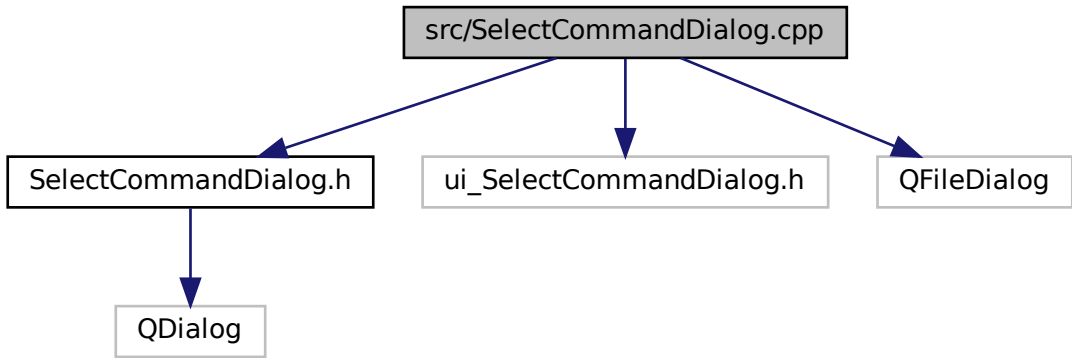 src/SelectCommandDialog.cpp
SelectCommandDialog.h
ui_SelectCommandDialog.h
QFileDialog
QDialog